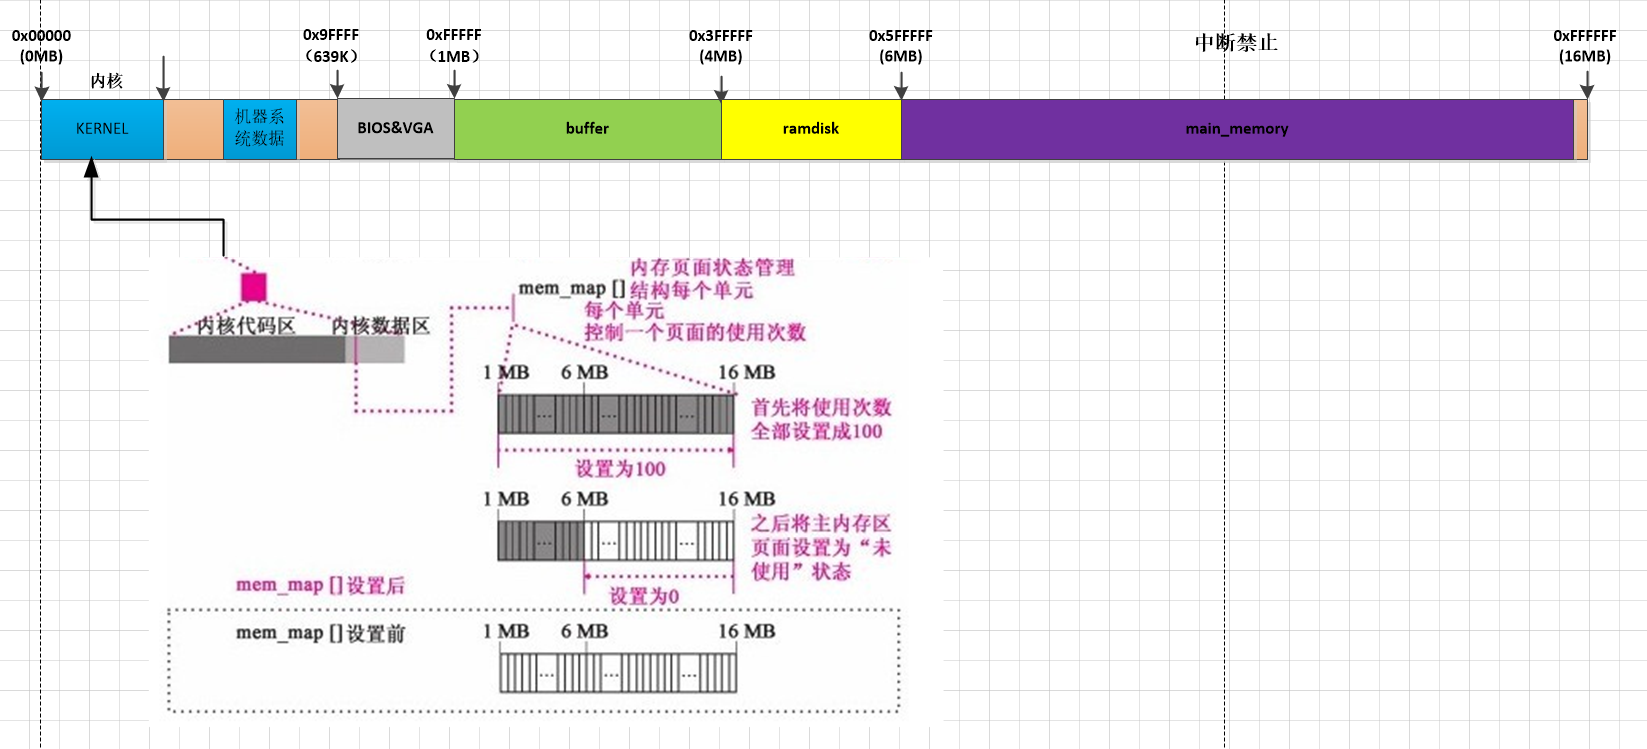 0x00000
(0MB)
内核
0x9FFFF
（639K）
0xFFFFF
（1MB）
0x3FFFFF
(4MB)
0x5FFFFF
(6MB)
中断禁止
0xFFFFFF
(16MB)
KERNEL
机器系
统数据
BIOS&VGA
buffer
ramdisk
main_memory
内存页面状态管理
mem_map [] 结构每个单元
每个单元
控制一个页面的使用次数
内核代码区 内核数据区
1 MB 6 MB 16 MB
... ... ...
首先将使用次数
全部设置成100
设置为100
1 MB 6 MB 16 MB
... ... ...
之后将主内存区
页面设置为“未
使用”状态
设置为0
mem_map [] 设置后
mem_map [] 设置前
1 MB 6 MB 16 MB
... ... ...